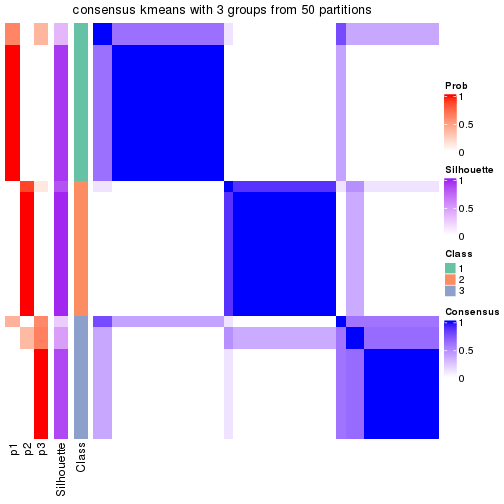 consensus kmeans with 3 groups from 50 partitions
Prob
1
0.5
0
Silhouette
1
0.5
0
Class
1
2
3
Consensus
1
0.5
0
p1
p2
p3
Silhouette
Class